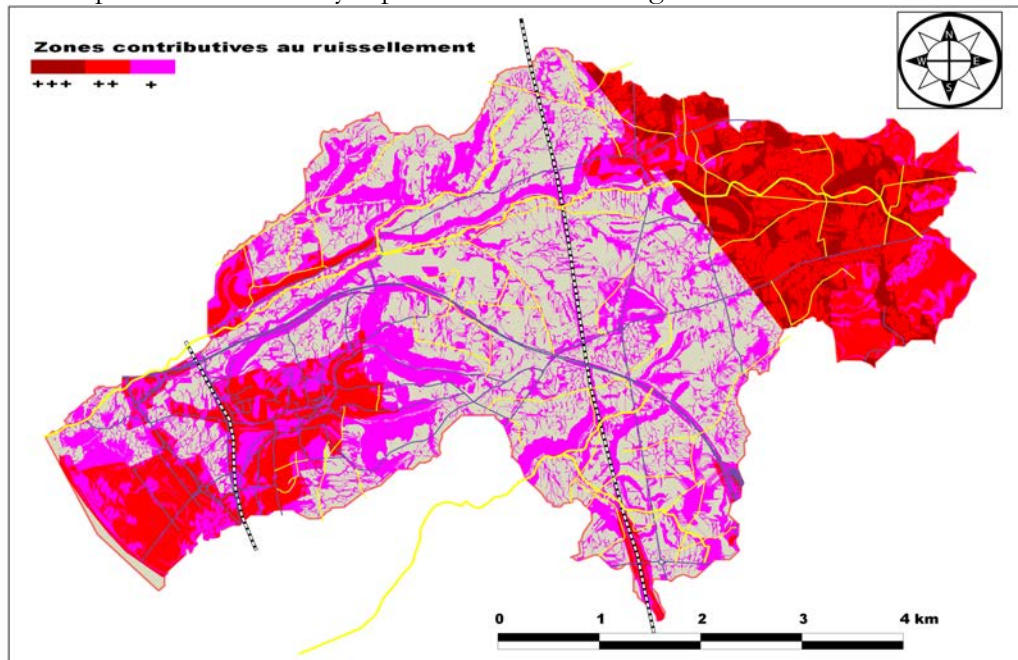 Zones contributives au ruissellement
+++ ++ +
N
W E
S
0 1 2 3 4 km